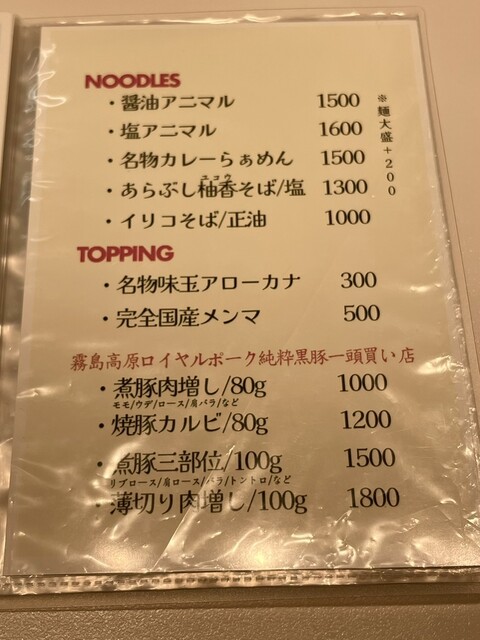 NOODLES
・醤油アニマル 1500
・塩アニマル 1600
・名物カレーらぁめん 1500
ユコウ
・あらぶし柚香そば/塩 1300
・イリコそば/正油 1000
※麺大盛+200
TOPPING
・名物味玉アローカナ 300
・完全国産メンマ 500
霧島高原ロイヤルポーク純粋黒豚一頭買い店
・煮豚肉増し/80g 1000
モモ/ウデ/ロース/肩バラ/など
・焼豚カルビ/80g 1200
・煮豚三部位/100g 1500
リブロース/肩ロース/バラ/トントロ/など
・薄切り肉増し/100g 1800